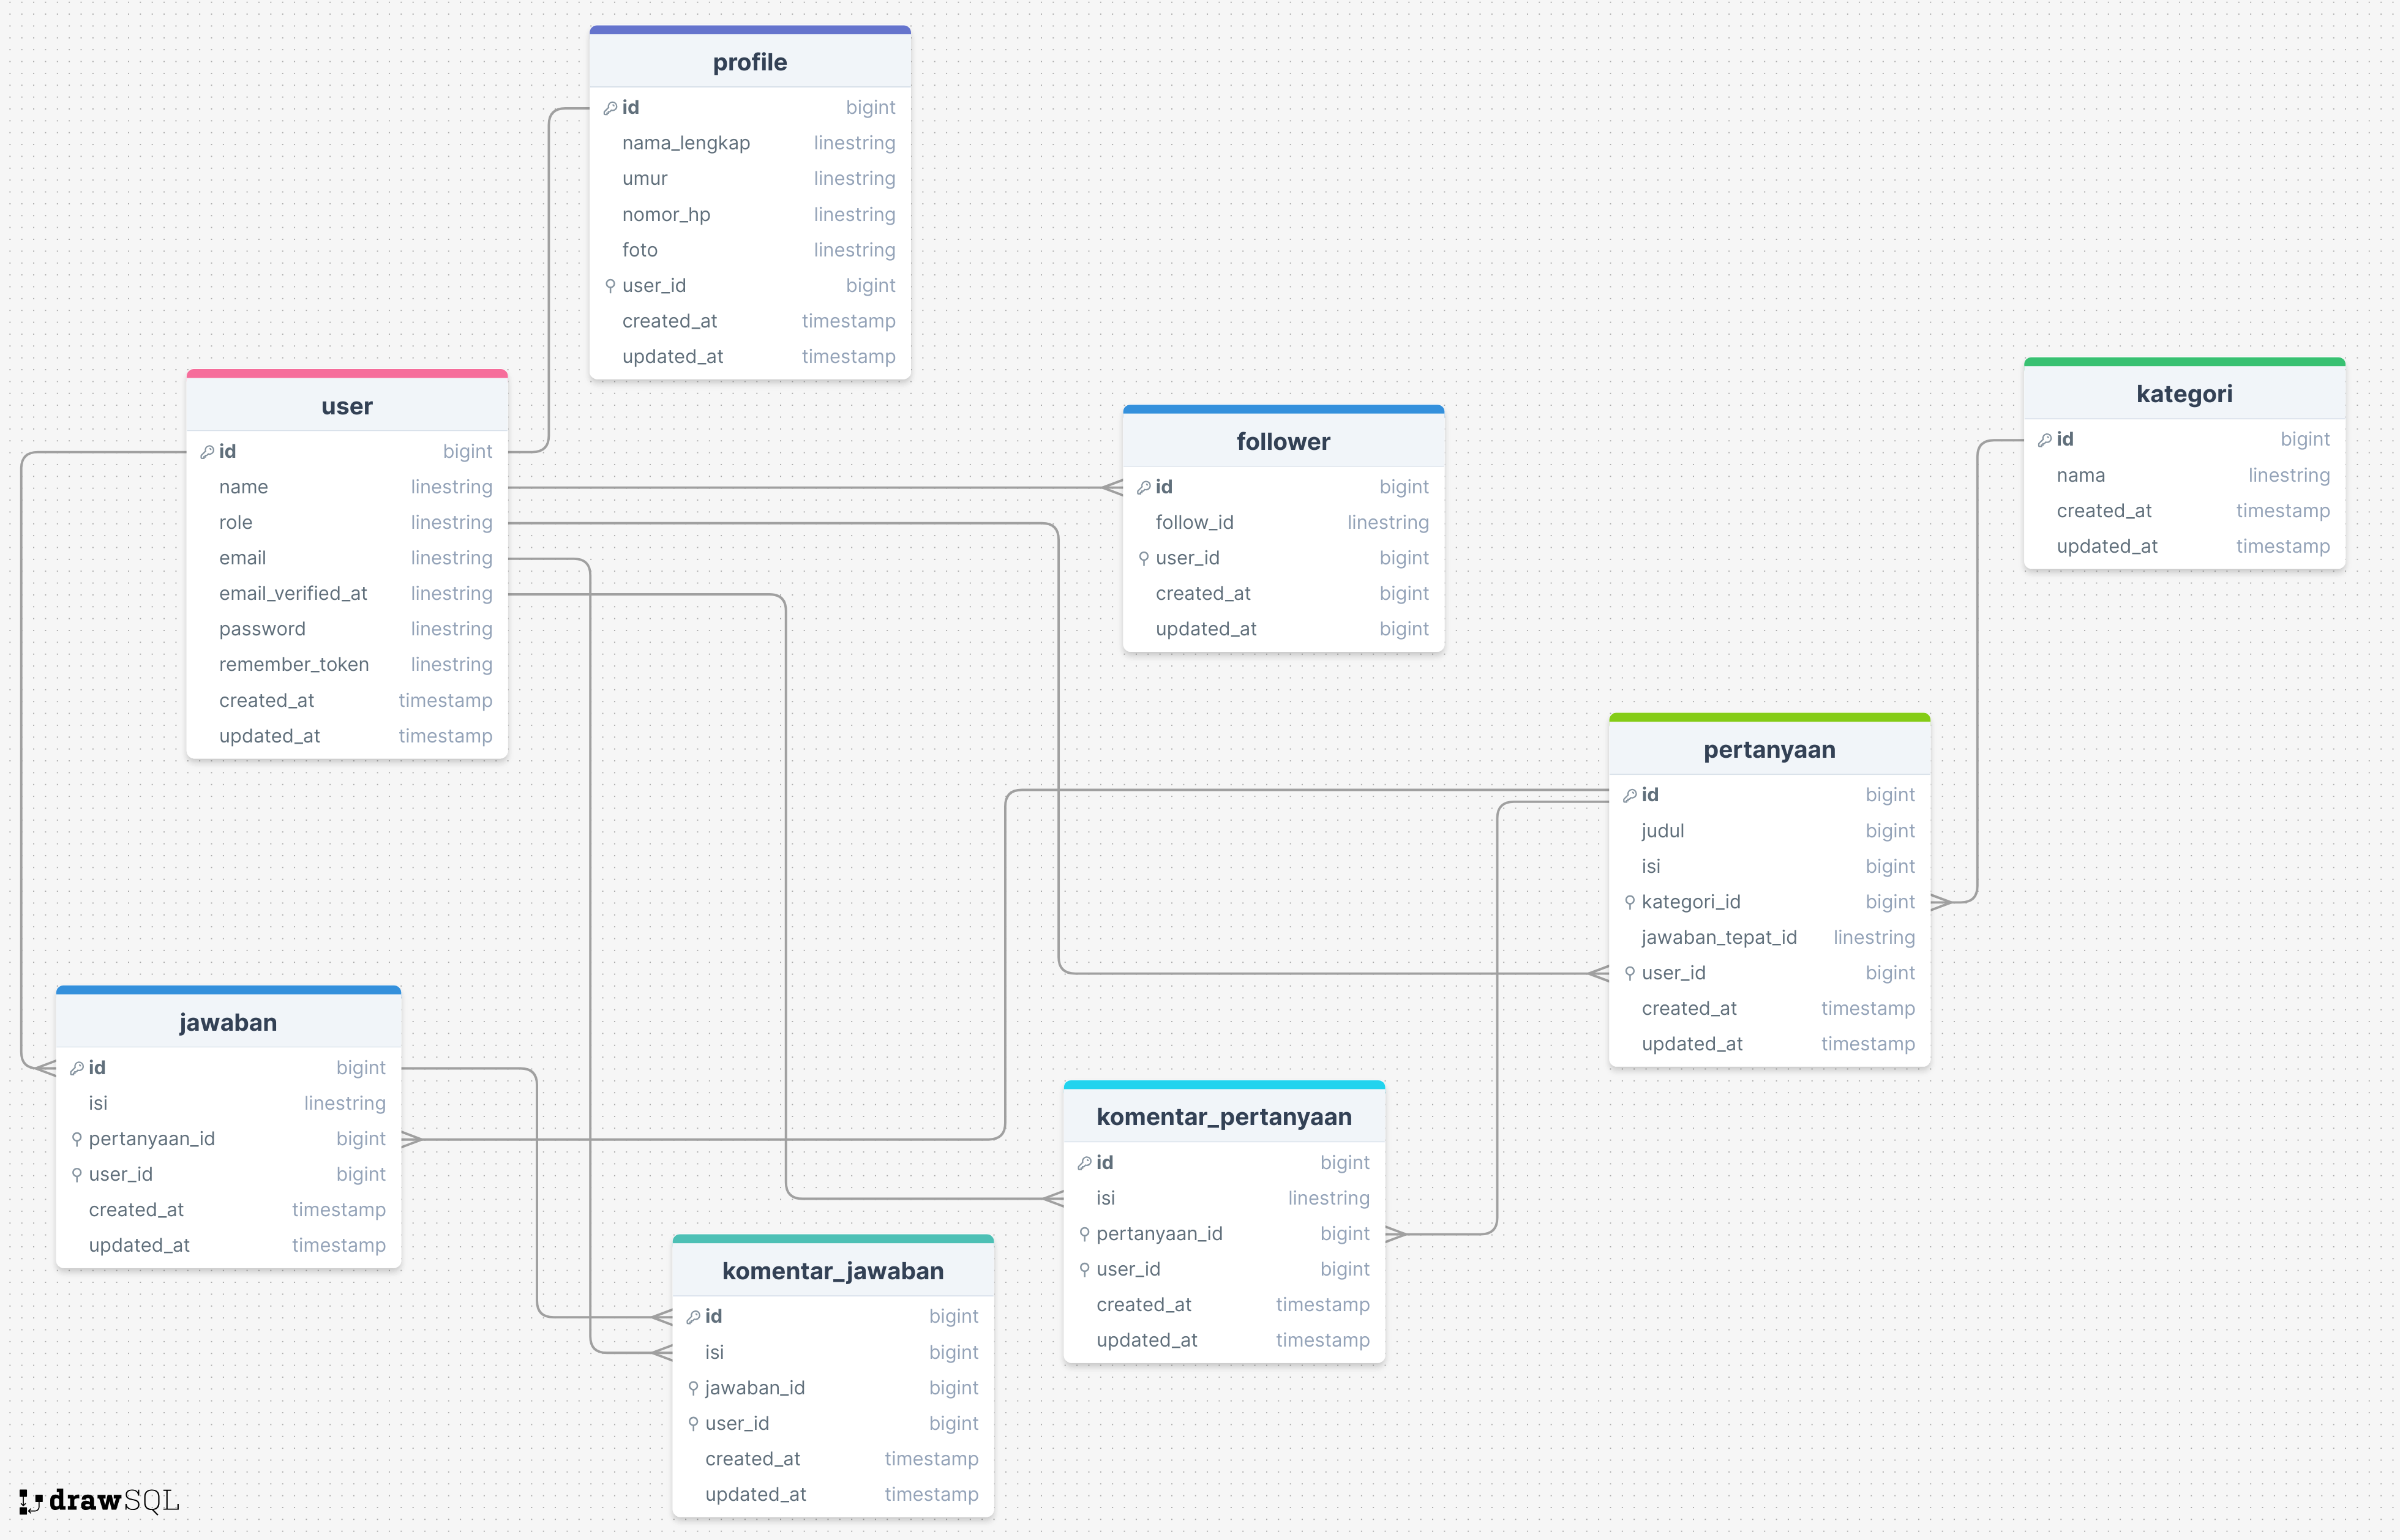 profile
id bigint
nama_lengkap linestring
umur linestring
nomor_hp linestring
foto linestring
user_id bigint
created_at timestamp
updated_at timestamp
user
id bigint
name linestring
role linestring
email linestring
email_verified_at linestring
password linestring
remember_token linestring
created_at timestamp
updated_at timestamp
follower
id bigint
follow_id linestring
user_id bigint
created_at bigint
updated_at bigint
kategori
id bigint
nama linestring
created_at timestamp
updated_at timestamp
pertanyaan
id bigint
judul bigint
isi bigint
kategori_id bigint
jawaban_tepat_id linestring
user_id bigint
created_at timestamp
updated_at timestamp
jawaban
id bigint
isi linestring
pertanyaan_id bigint
user_id bigint
created_at timestamp
updated_at timestamp
komentar_pertanyaan
id bigint
isi linestring
pertanyaan_id bigint
user_id bigint
created_at timestamp
updated_at timestamp
komentar_jawaban
id bigint
isi bigint
jawaban_id bigint
user_id bigint
created_at timestamp
updated_at timestamp
drawSQL